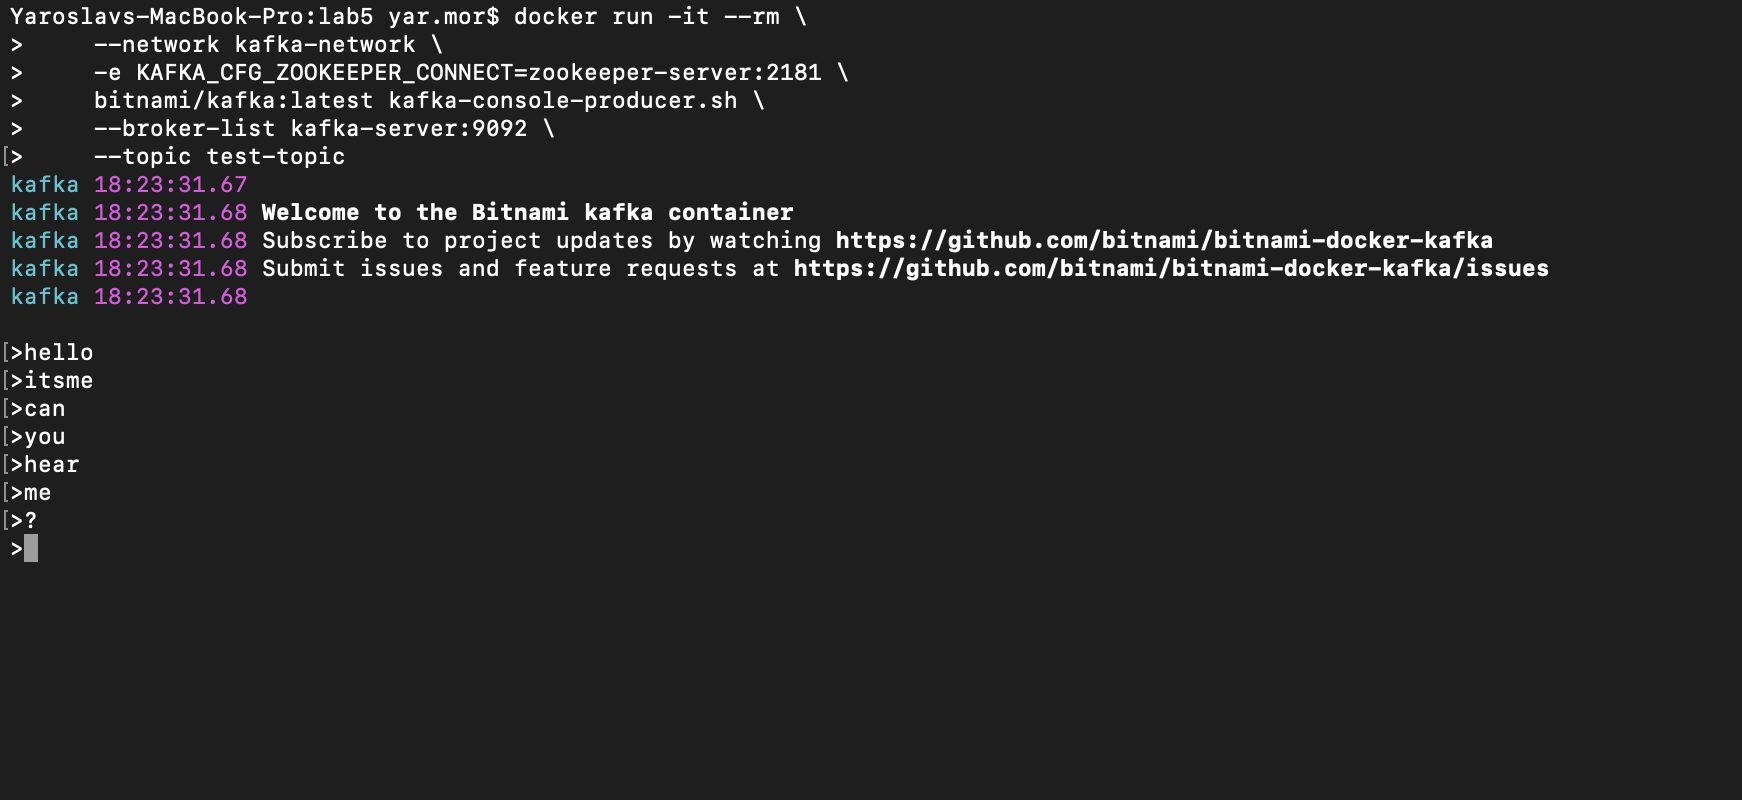 Yaroslavs-MacBook-Pro:lab5 yar.mor$ docker run -it --rm \
>     --network kafka-network \
>     -e KAFKA_CFG_ZOOKEEPER_CONNECT=zookeeper-server:2181 \
>     bitnami/kafka:latest kafka-console-producer.sh \
>     --broker-list kafka-server:9092 \
[>     --topic test-topic
kafka 18:23:31.67
kafka 18:23:31.68 Welcome to the Bitnami kafka container
kafka 18:23:31.68 Subscribe to project updates by watching https://github.com/bitnami/bitnami-docker-kafka
kafka 18:23:31.68 Submit issues and feature requests at https://github.com/bitnami/bitnami-docker-kafka/issues
kafka 18:23:31.68
[>hello
[>itsme
[>can
[>you
[>hear
[>me
[>?
>